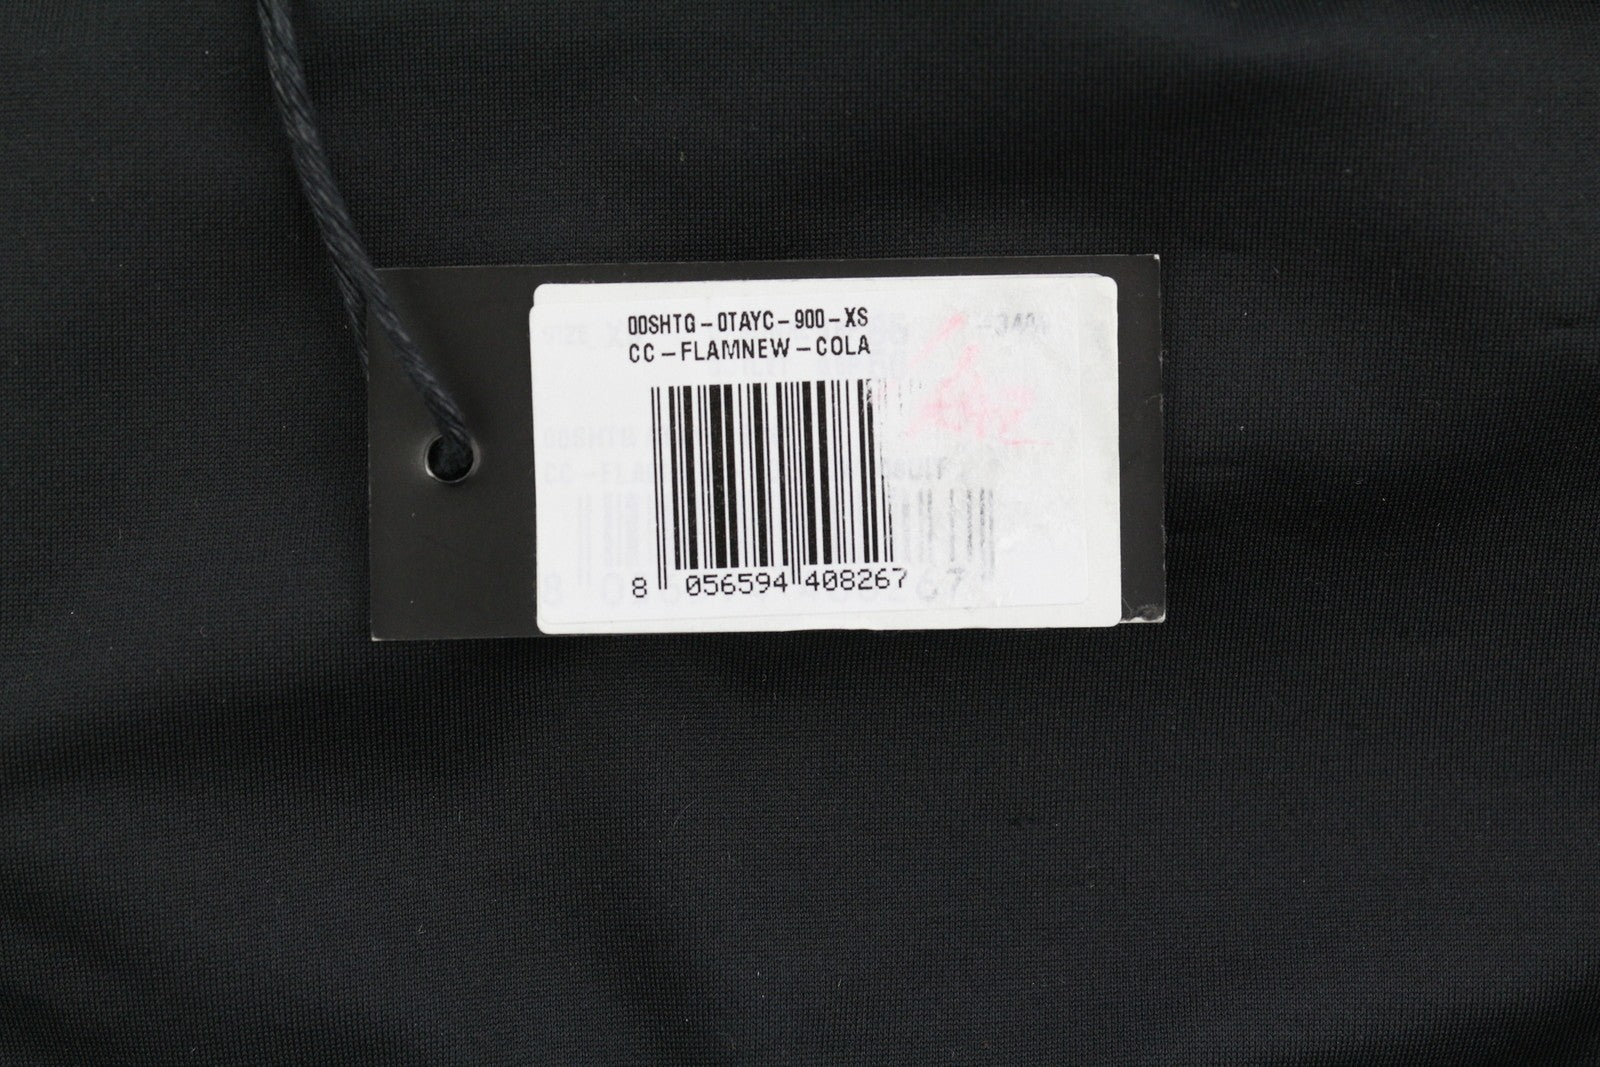 00SHTG-0TAYC-900-XS
CC-FLAMNEW-COLA
8 056594 408267